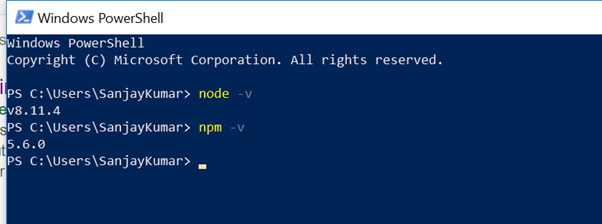 Windows PowerShell
Windows PowerShell
Copyright (C) Microsoft Corporation. All rights reserved.
PS C:\Users\SanjayKumar> node -v
v8.11.4
PS C:\Users\SanjayKumar> npm -v
5.6.0
PS C:\Users\SanjayKumar>